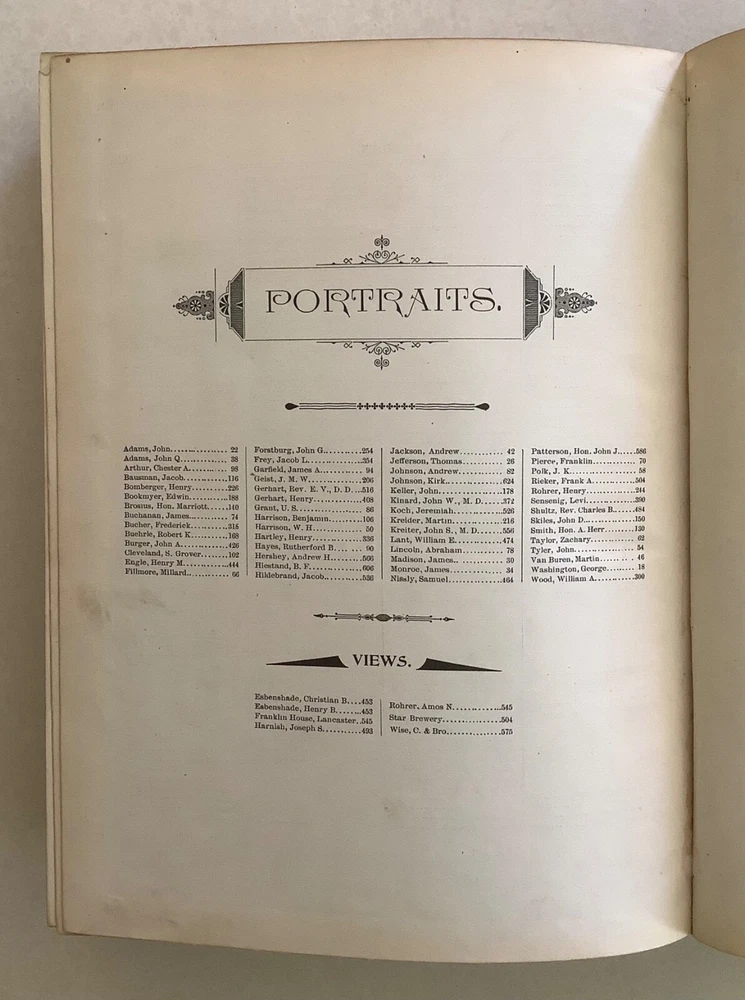 PORTRAITS.
Adams, John................ 22
Adams, John Q.......... 38
Arthur, Chester A......... 98
Bausman, Jacob...........116
Bomberger, Henry.........226
Bookmyer, Edwin..........188
Brosius, Hon. Marriott.....140
Buchanan, James.......... 74
Bucher, Frederick..........318
Buehrle, Robert K.........168
Burger, John A.............426
Cleveland, S. Grover.......102
Engle, Henry M............444
Fillmore, Millard........... 66
Forstburg, John G.........254
Frey, Jacob L..............354
Garfield, James A.......... 94
Geist, J. M. W..............206
Gerhart, Rev. E. V., D. D...516
Gerhart, Henry............408
Grant, U. S................ 86
Harrison, Benjamin.........106
Harrison, W. H............ 50
Hartley, Henry............336
Hayes, Rutherford B....... 90
Hershey, Andrew H........566
Hiestand, B. F.............606
Hildebrand, Jacob.........536
Jackson, Andrew.......... 42
Jefferson, Thomas......... 26
Johnson, Andrew.......... 82
Johnson, Kirk.............624
Keller, John...............178
Kinard, John W., M. D.....372
Koch, Jeremiah............526
Kreider, Martin............216
Kreiter, John S., M. D.....556
Lant, William E...........474
Lincoln, Abraham......... 78
Madison, James........... 30
Monroe, James............ 34
Nissly, Samuel............464
Patterson, Hon. John J.....586
Pierce, Franklin........... 70
Polk, J. K................. 58
Rieker, Frank A...........504
Rohrer, Henry.............244
Sensenig, Levi.............390
Shultz, Rev. Charles B.....484
Skiles, John D.............150
Smith, Hon. A. Herr.......130
Taylor, Zachary........... 62
Tyler, John................ 54
Van Buren, Martin........ 46
Washington, George....... 18
Wood, William A..........300
VIEWS.
Esbenshade, Christian B....453
Esbenshade, Henry B.......453
Franklin House, Lancaster..545
Harnish, Joseph S..........493
Rohrer, Amos N............545
Star Brewery..............504
Wise, C. & Bro.............575